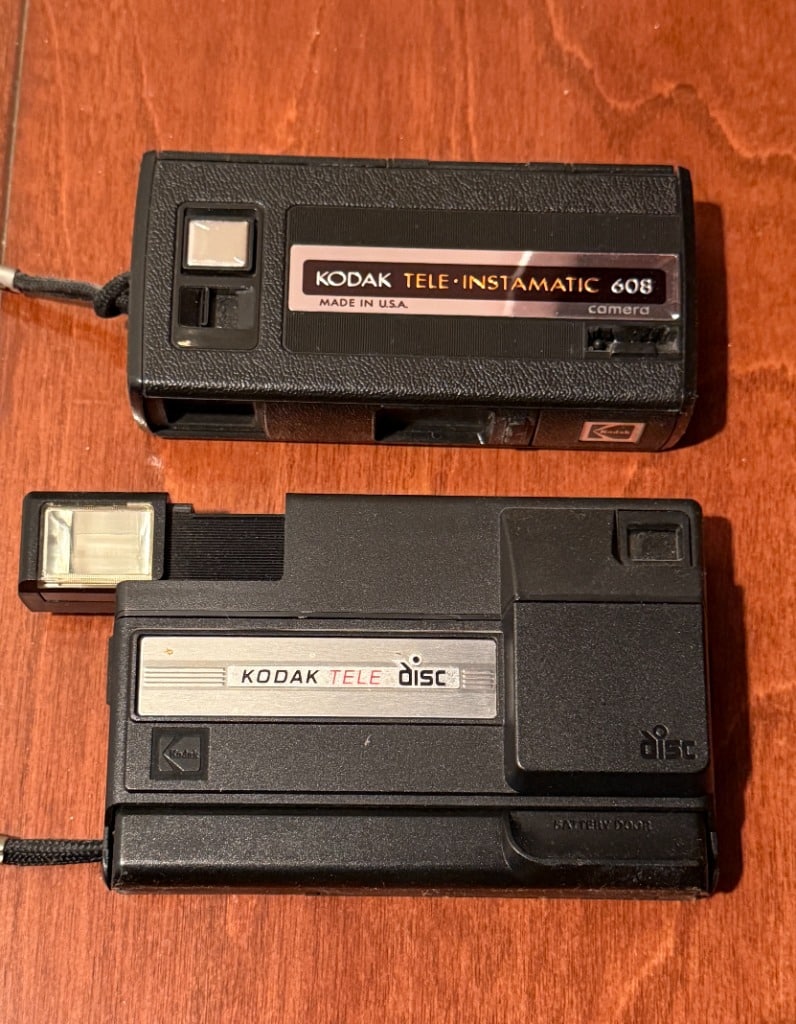 KODAK TELE·INSTAMATIC 608
MADE IN U.S.A.
camera
Kodak
KODAK TELE disc
Kodak
disc
BATTERY DOOR